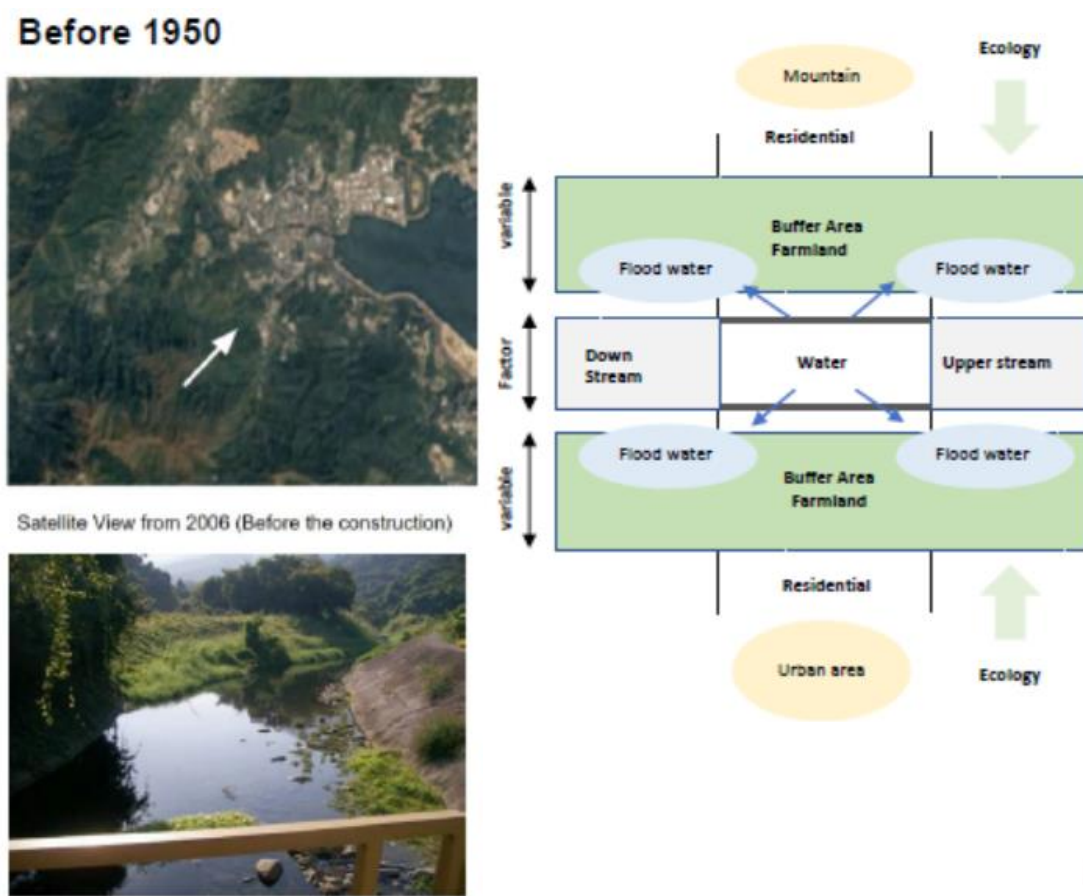 Before 1950
Ecology
Mountain
Residential
variable
Buffer Area
Farmland
Flood water
Flood water
Factor
Down
Stream
Water
Upper stream
variable
Flood water
Flood water
Buffer Area
Farmland
Satellite View from 2006 (Before the construction)
Residential
Urban area
Ecology